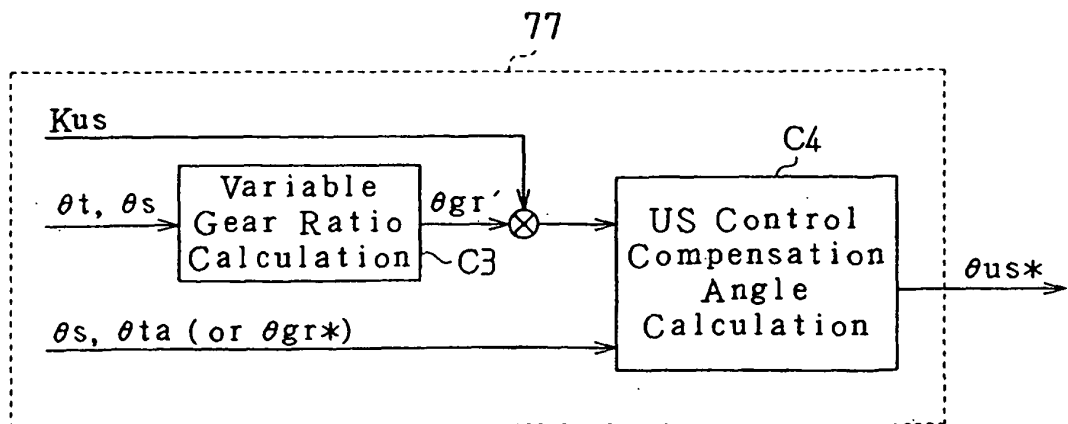 77
Kus
θt, θs
Variable
Gear Ratio
Calculation
θgr′
C3
C4
US Control
Compensation
Angle
Calculation
θus*
θs, θta (or θgr*)